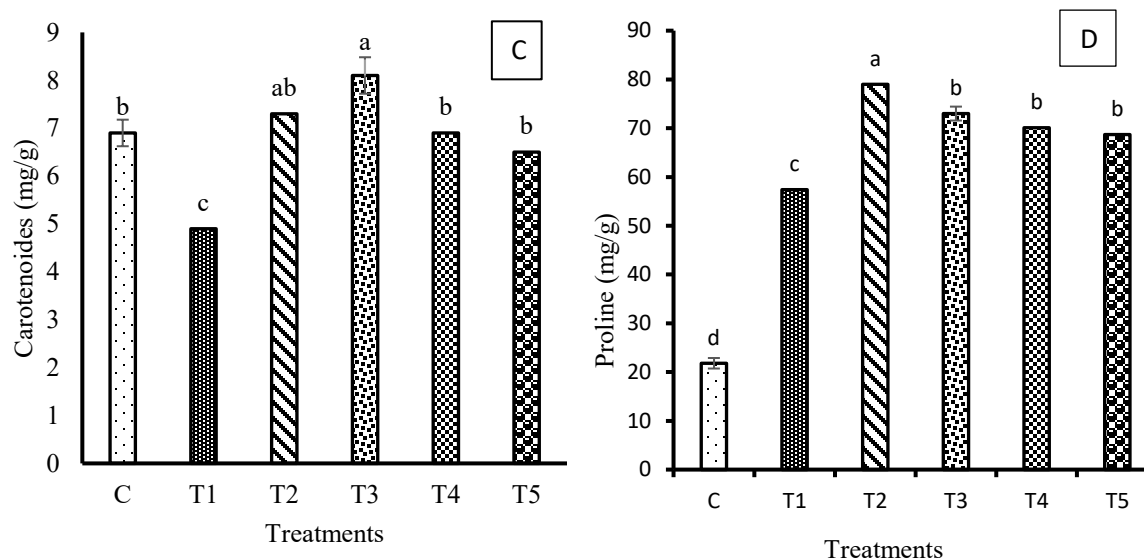 C
Carotenoides (mg/g)
9
8
7
6
5
4
3
2
1
0
b
c
ab
a
b
b
C T1 T2 T3 T4 T5
Treatments
D
Proline (mg/g)
90
80
70
60
50
40
30
20
10
0
d
c
a
b
b
b
C T1 T2 T3 T4 T5
Treatments